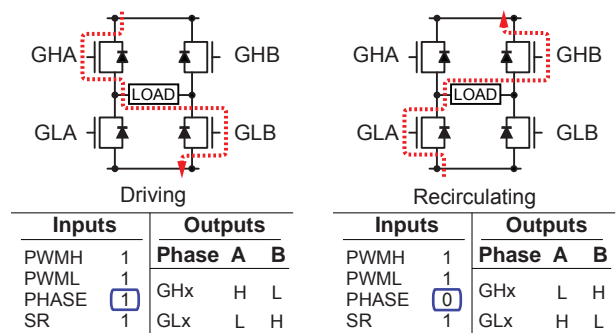 GHA GHB GHA GHB
LOAD LOAD
GLA GLB GLA GLB
Driving Recirculating
Inputs Outputs Inputs Outputs
PWMH 1 Phase A B PWMH 1 Phase A B
PWML 1 PWML 1
PHASE 1 GHx H L PHASE 0 GHx L H
SR 1 GLx L H SR 1 GLx H L